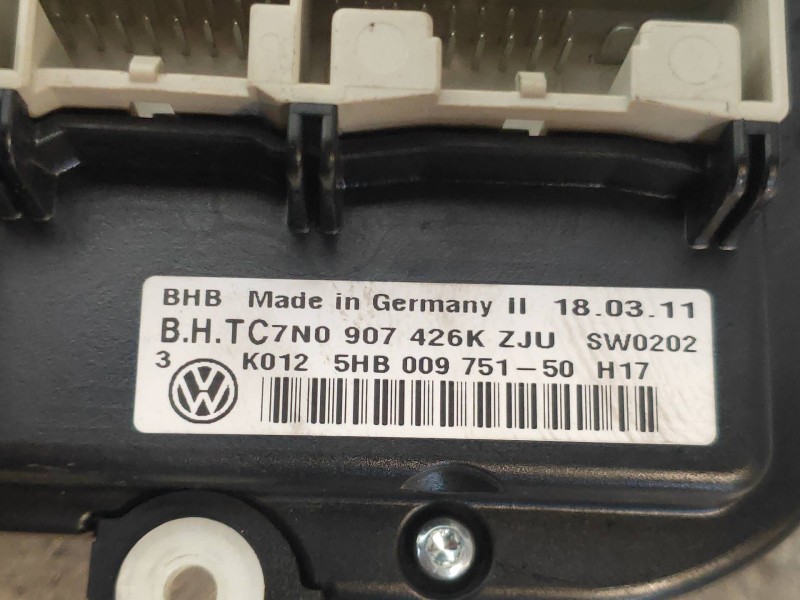 BHB Made in Germany II 18.03.11
B.H.TC7N0 907 426K ZJU SW0202
3 K012 5HB 009 751-50 H17